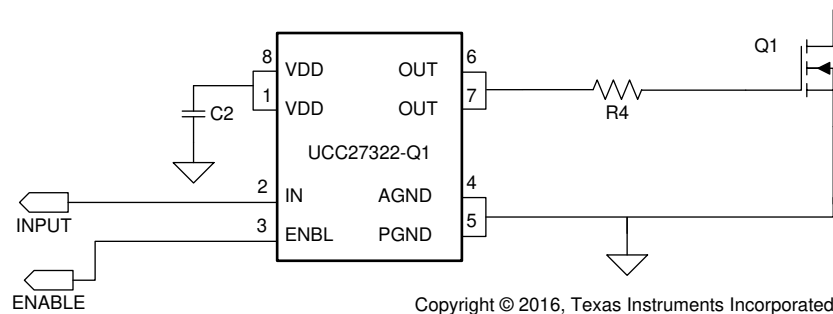 Q1
8
VDD
OUT
6
1
VDD
OUT
7
C2
R4
UCC27322-Q1
2
IN
AGND
4
INPUT
3
ENBL
PGND
5
ENABLE
Copyright © 2016, Texas Instruments Incorporated